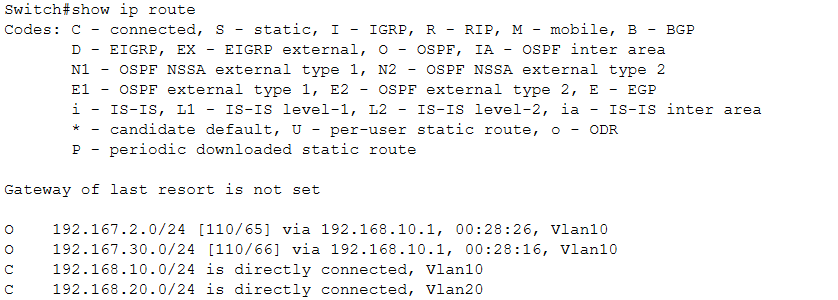 Switch#show ip route
Codes: C - connected, S - static, I - IGRP, R - RIP, M - mobile, B - BGP
D - EIGRP, EX - EIGRP external, O - OSPF, IA - OSPF inter area
N1 - OSPF NSSA external type 1, N2 - OSPF NSSA external type 2
E1 - OSPF external type 1, E2 - OSPF external type 2, E - EGP
i - IS-IS, L1 - IS-IS level-1, L2 - IS-IS level-2, ia - IS-IS inter area
* - candidate default, U - per-user static route, o - ODR
P - periodic downloaded static route
Gateway of last resort is not set
O 192.167.2.0/24 [110/65] via 192.168.10.1, 00:28:26, Vlan10
O 192.167.30.0/24 [110/66] via 192.168.10.1, 00:28:16, Vlan10
C 192.168.10.0/24 is directly connected, Vlan10
C 192.168.20.0/24 is directly connected, Vlan20